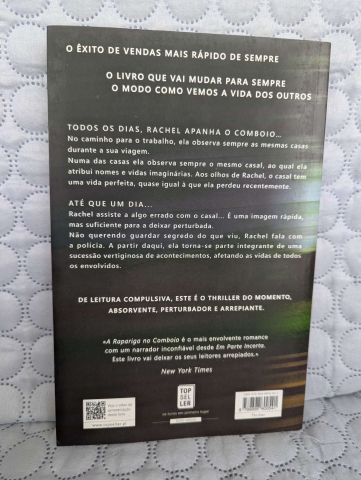 O ÊXITO DE VENDAS MAIS RÁPIDO DE SEMPRE
O LIVRO QUE VAI MUDAR PARA SEMPRE
O MODO COMO VEMOS A VIDA DOS OUTROS
TODOS OS DIAS, RACHEL APANHA O COMBOIO...
No caminho para o trabalho, ela observa sempre as mesmas casas
durante a sua viagem.
Numa das casas ela observa sempre o mesmo casal, ao qual ela
atribui nomes e vidas imaginárias. Aos olhos de Rachel, o casal tem
uma vida perfeita, quase igual à que ela perdeu recentemente.
ATÉ QUE UM DIA...
Rachel assiste a algo errado com o casal... É uma imagem rápida,
mas suficiente para a deixar perturbada.
Não querendo guardar segredo do que viu, Rachel fala com
a polícia. A partir daqui, ela torna-se parte integrante de uma
sucessão vertiginosa de acontecimentos, afetando as vidas de todos
os envolvidos.
DE LEITURA COMPULSIVA, ESTE É O THRILLER DO MOMENTO,
ABSORVENTE, PERTURBADOR E ARREPIANTE.
«A Rapariga no Comboio é o mais envolvente romance
com um narrador inconfiável desde Em Parte Incerta.
Este livro vai deixar os seus leitores arrepiados.»
New York Times
TOP
SEL
LER